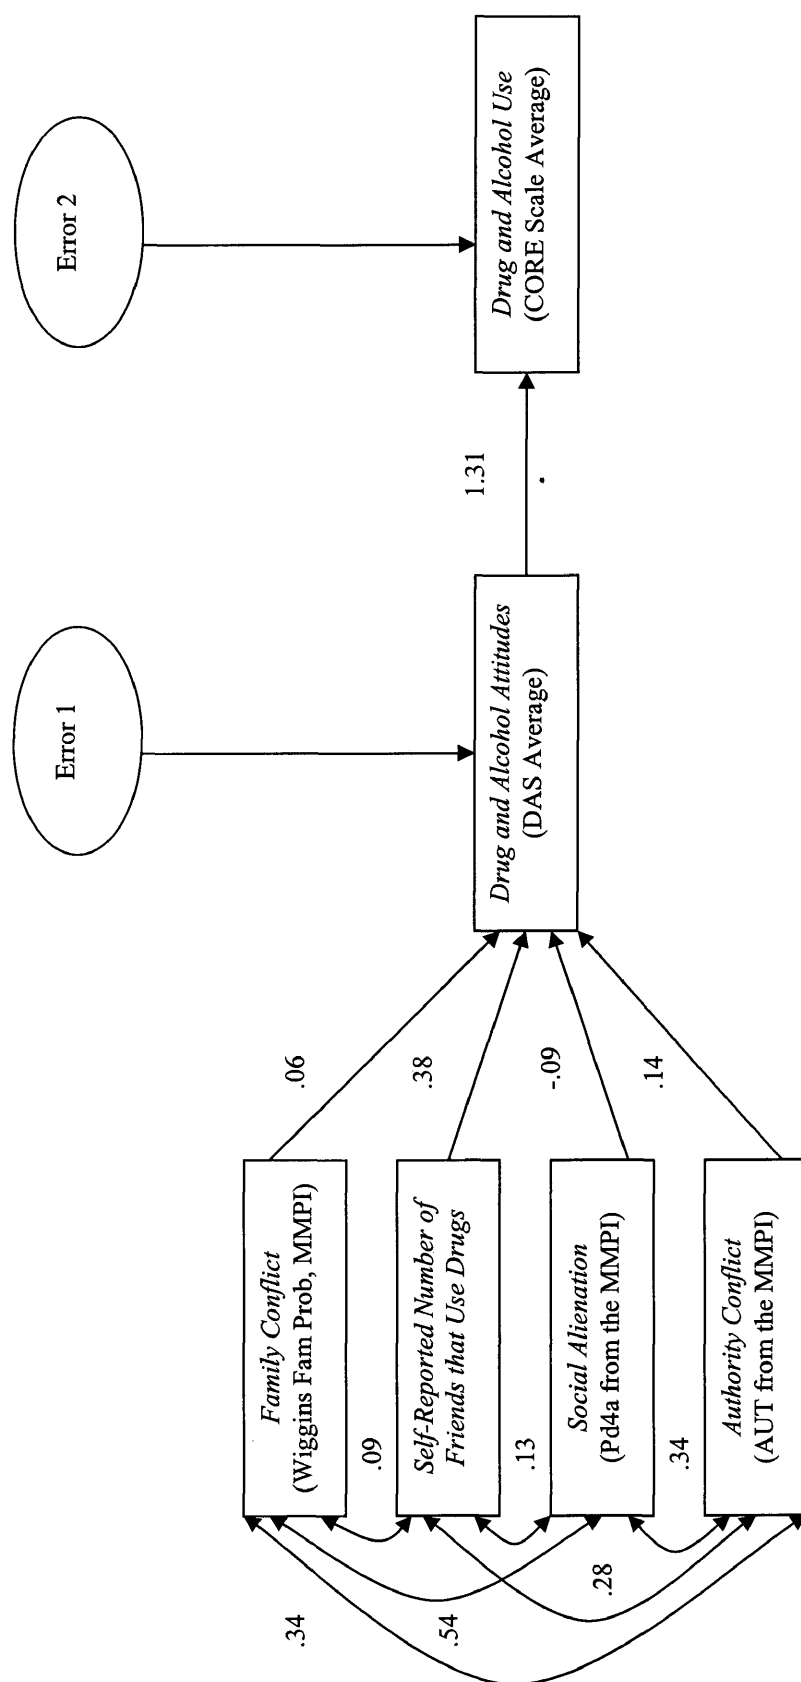 Error 1
Error 2
Family Conflict
(Wiggins Fam Prob, MMPI)
Self-Reported Number of
Friends that Use Drugs
Social Alienation
(Pd4a from the MMPI)
Authority Conflict
(AUT from the MMPI)
.34
.54
.28
.09
.13
.34
.06
.38
-.09
.14
Drug and Alcohol Attitudes
(DAS Average)
1.31
Drug and Alcohol Use
(CORE Scale Average)